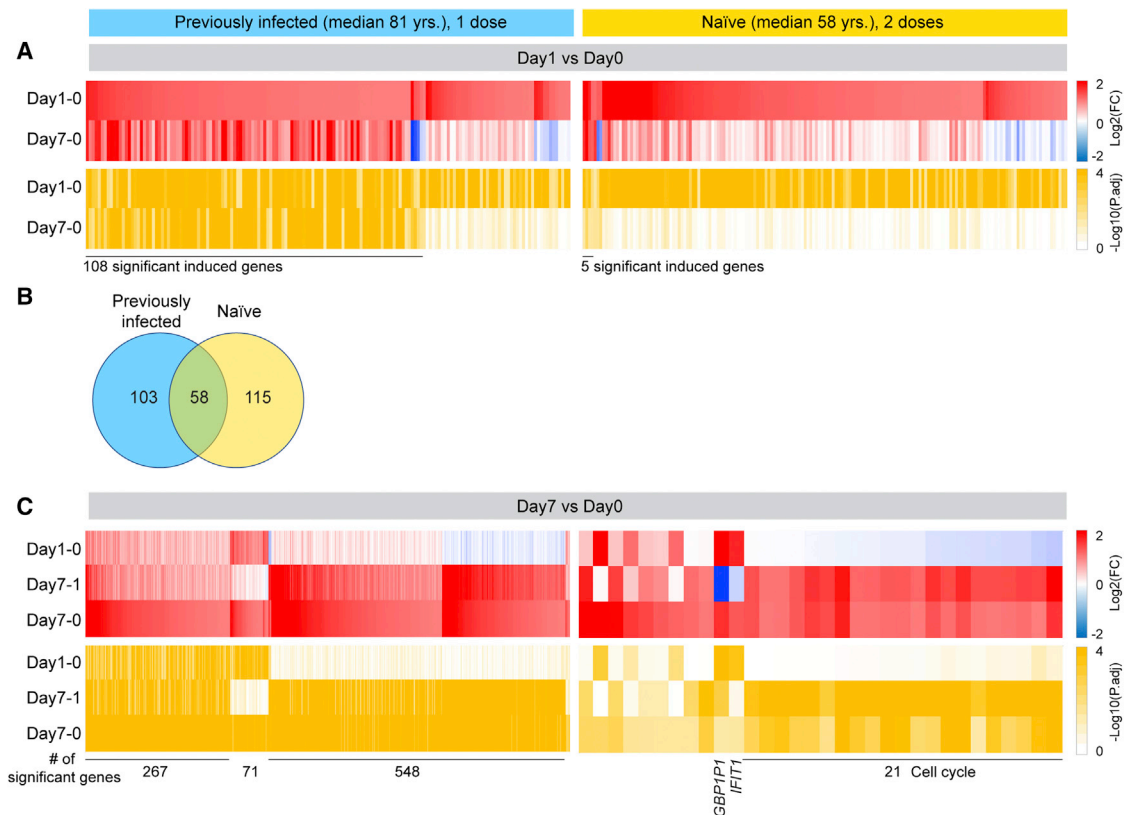 Previously infected (median 81 yrs.), 1 dose
Naïve (median 58 yrs.), 2 doses
A
Day1 vs Day0
Day1-0
Day7-0
Day1-0
Day7-0
2
0
-2
Log2(FC)
4
0
-Log10(P.adj)
108 significant induced genes
5 significant induced genes
B
Previously
infected
Naïve
103
58
115
C
Day7 vs Day0
Day1-0
Day7-1
Day7-0
Day1-0
Day7-1
Day7-0
2
0
-2
Log2(FC)
4
0
-Log10(P.adj)
# of
significant genes
267
71
548
GBP1P1
IFIT1
21 Cell cycle